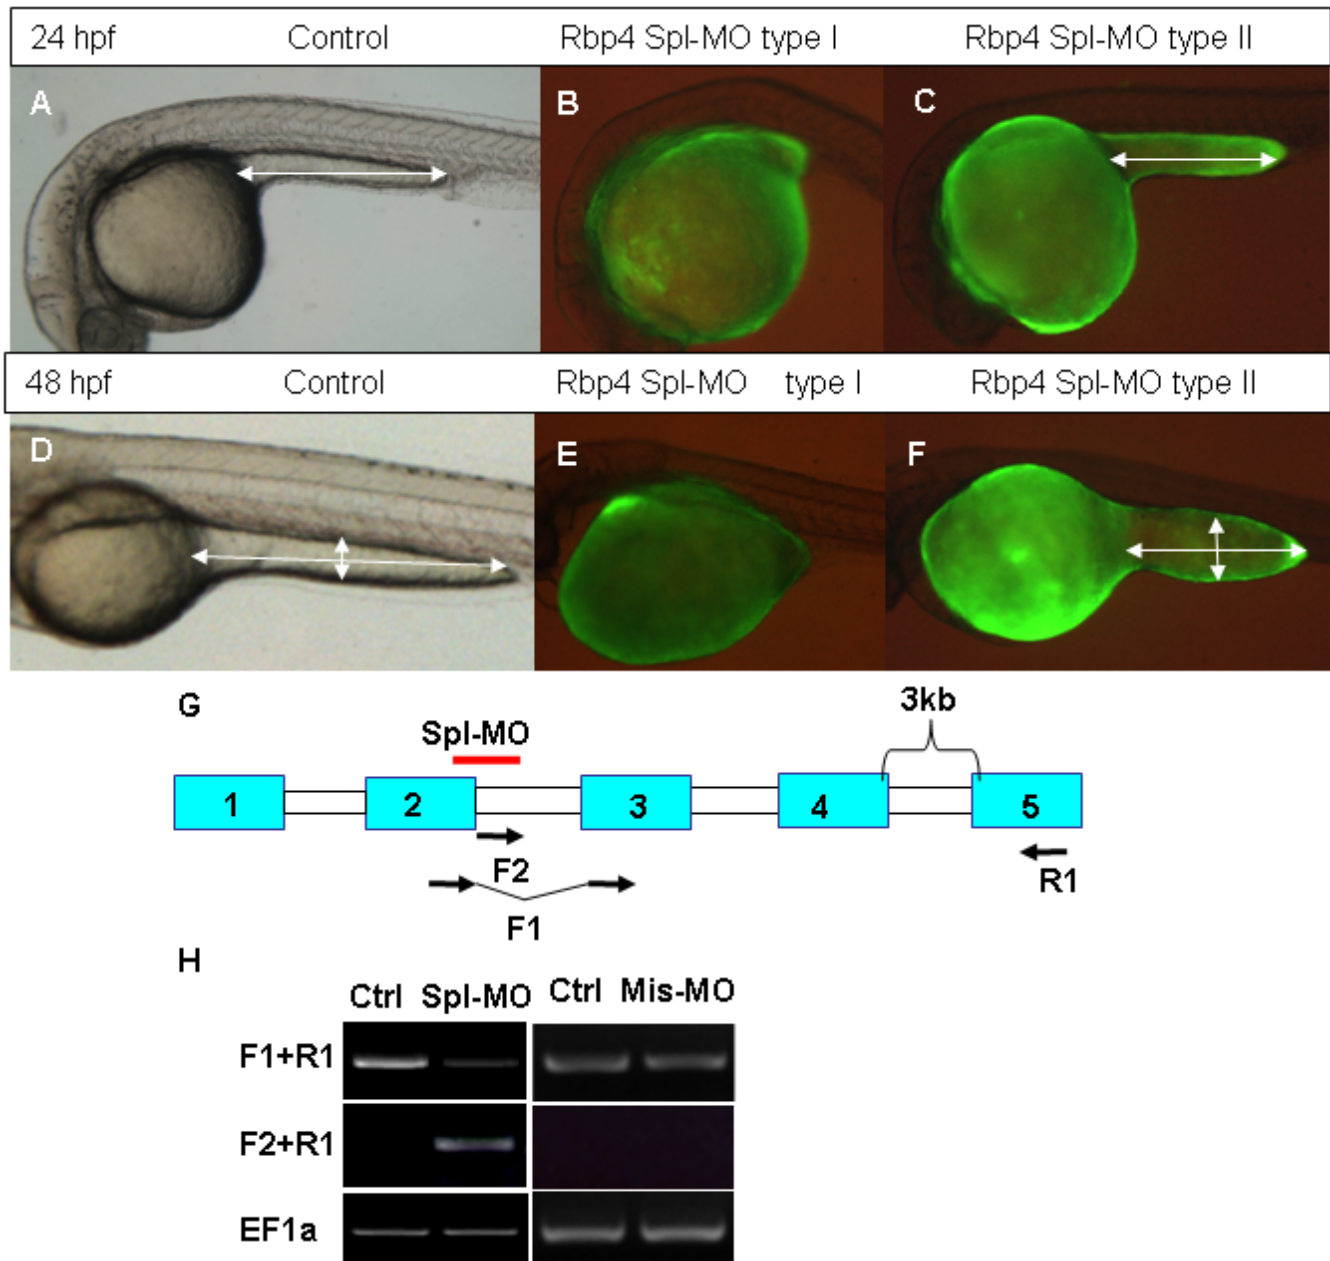 24 hpf Control Rbp4 Spl-MO type I Rbp4 Spl-MO type II
A B C
48 hpf Control Rbp4 Spl-MO type I Rbp4 Spl-MO type II
D E F
G
3kb
Spl-MO
1 2 3 4 5
F2
R1
F1
H
Ctrl Spl-MO Ctrl Mis-MO
F1+R1
F2+R1
EF1a